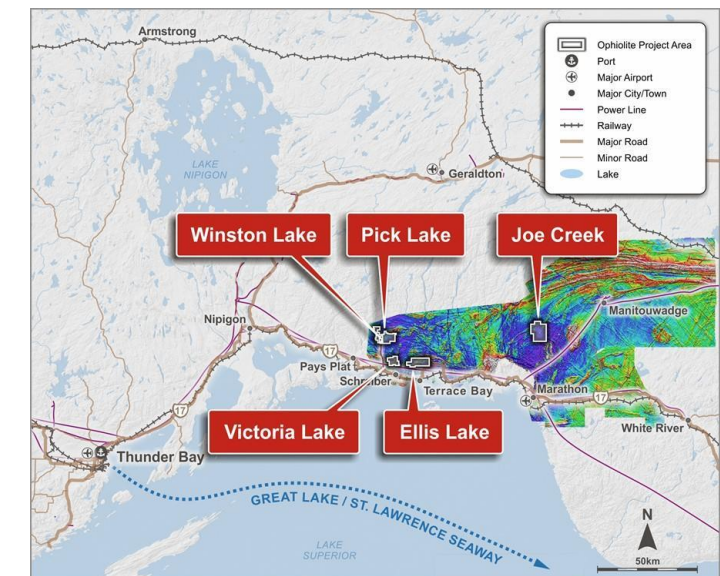 Armstrong
Ophiolite Project Area
Port
Major Airport
Major City/Town
Power Line
Railway
Major Road
Minor Road
Lake
LAKE
NIPIGON
Geraldton
Winston Lake
Pick Lake
Joe Creek
Nipigon
Manitouwadge
17
Pays Plat
Schreiber
Terrace Bay
Marathon
17
17
White River
Victoria Lake
Ellis Lake
Thunder Bay
GREAT LAKE / ST. LAWRENCE SEAWAY
LAKE
SUPERIOR
N
50km